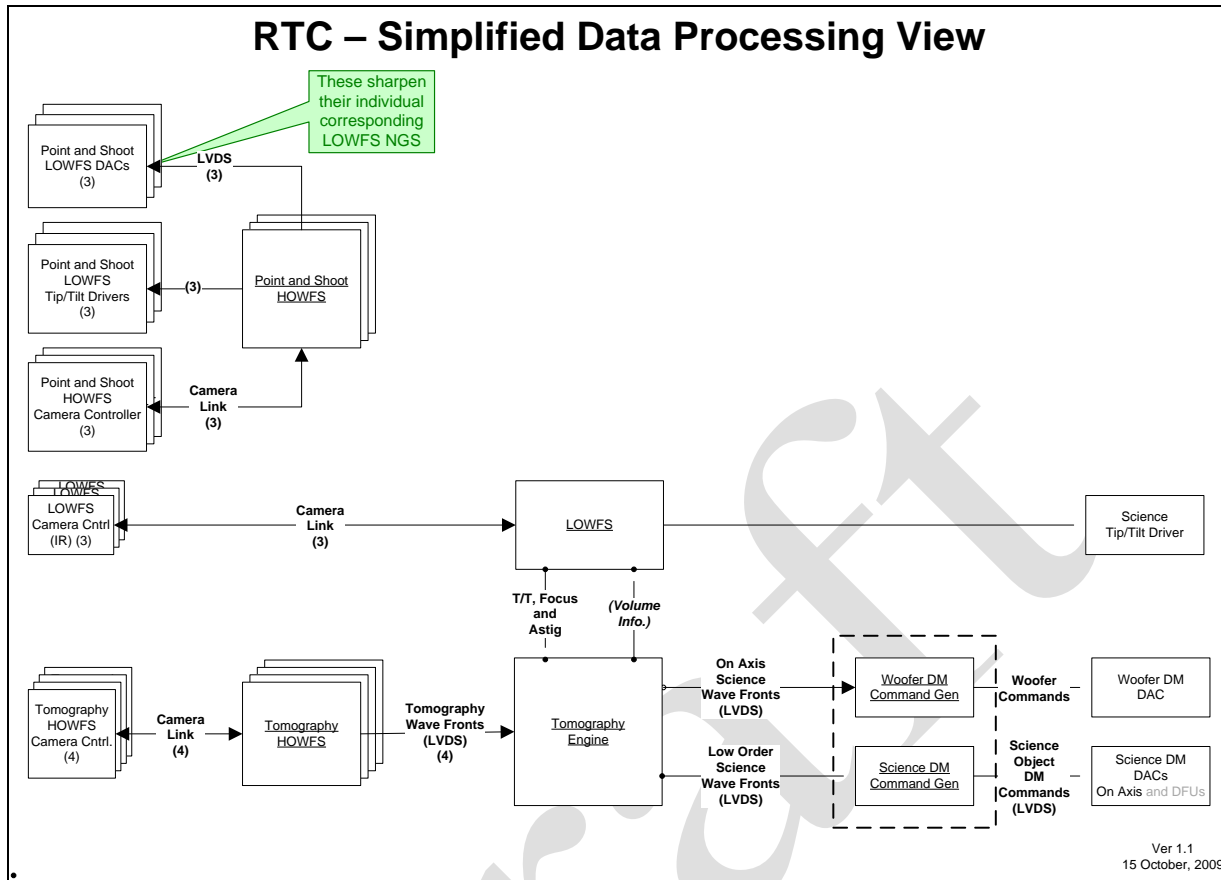 RTC – Simplified Data Processing View
These sharpen
their individual
corresponding
LOWFS NGS
Point and Shoot
LOWFS DACs
(3)
LVDS
(3)
Point and Shoot
LOWFS
Tip/Tilt Drivers
(3)
(3)
Point and Shoot
HOWFS
Point and Shoot
HOWFS
Camera Controller
(3)
Camera
Link
(3)
LOWFS
LOWFS
LOWFS
Camera Cntrl
(IR) (3)
Camera
Link
(3)
LOWFS
Science
Tip/Tilt Driver
T/T, Focus
and
Astig
(Volume
Info.)
Tomography
HOWFS
Camera Cntrl.
(4)
Camera
Link
(4)
Tomography
HOWFS
Tomography
Wave Fronts
(LVDS)
(4)
Tomography
Engine
On Axis
Science
Wave Fronts
(LVDS)
Woofer DM
Command Gen
Woofer
Commands
Woofer DM
DAC
Low Order
Science
Wave Fronts
(LVDS)
Science DM
Command Gen
Science
Object
DM
Commands
(LVDS)
Science DM
DACs
On Axis and DFUs
Draft
Ver 1.1
15 October, 2009